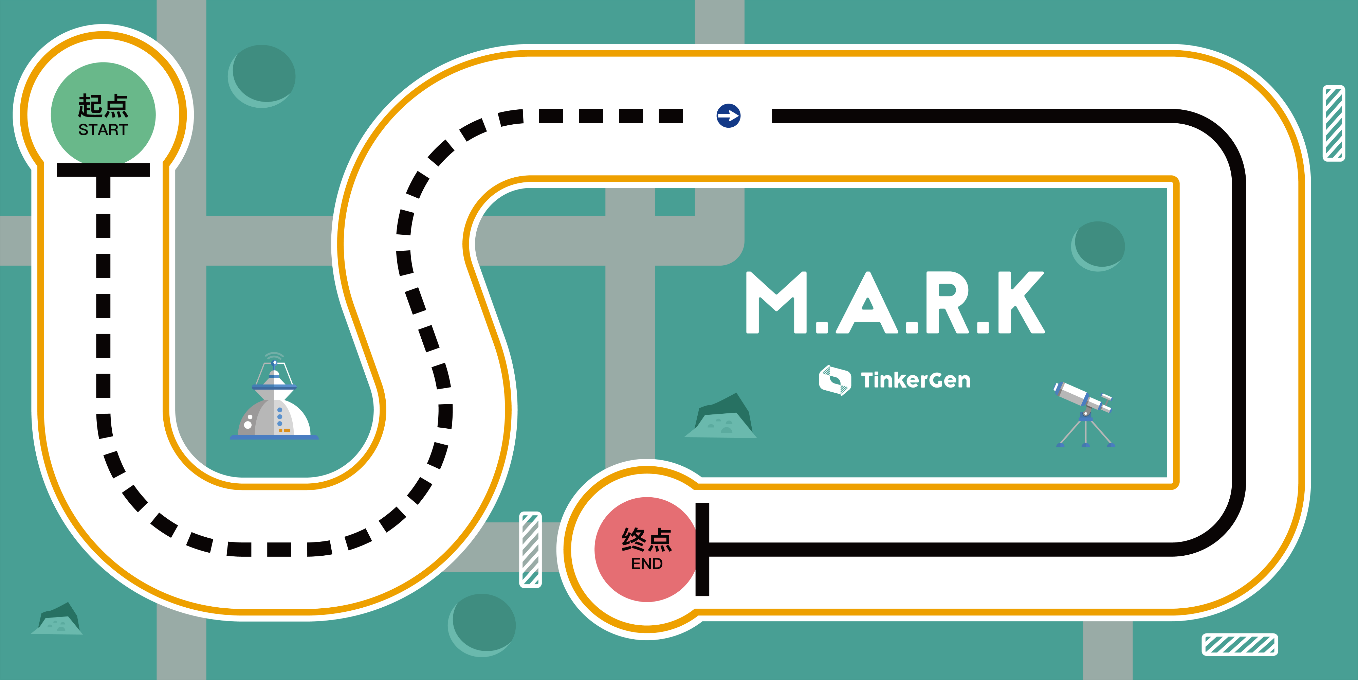 起点
START
M.A.R.K
TinkerGen
终点
END